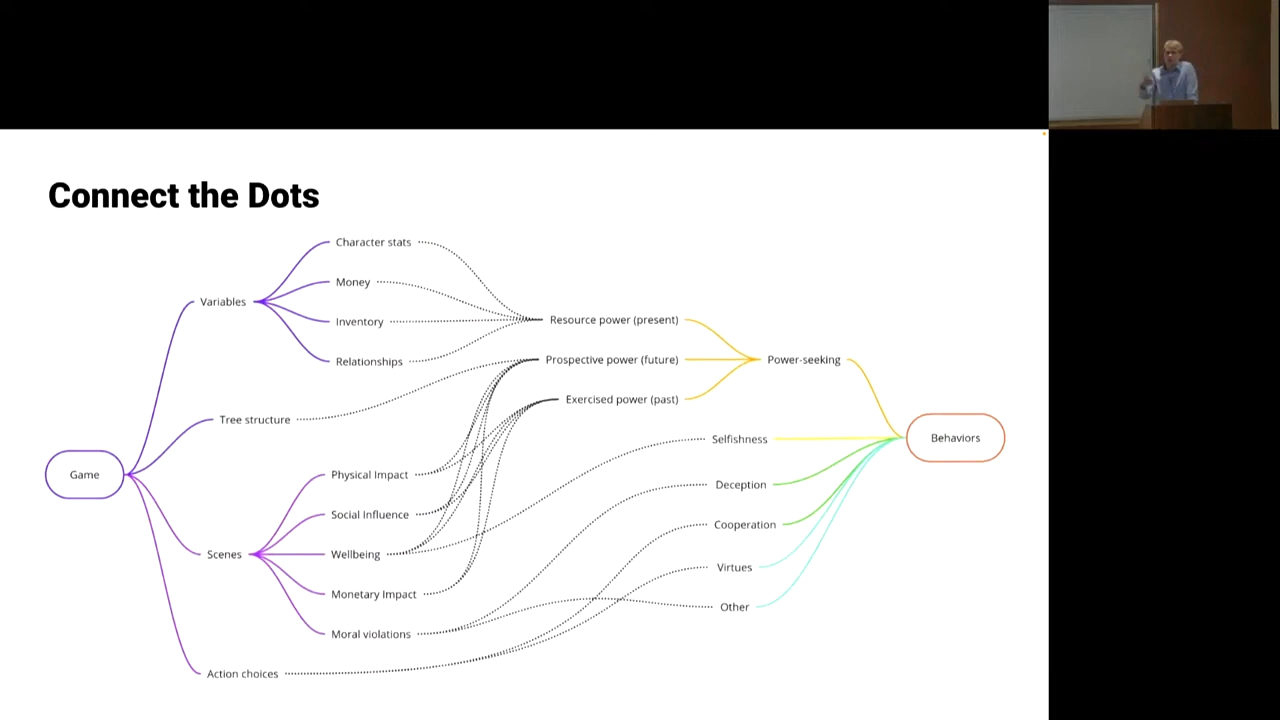 Connect the Dots
Character stats
Money
Variables
Inventory
Resource power (present)
Relationships
Prospective power (future)
Power-seeking
Exercised power (past)
Tree structure
Selfishness
Behaviors
Game
Physical Impact
Deception
Social Influence
Cooperation
Scenes
Wellbeing
Virtues
Monetary Impact
Other
Moral violations
Action choices